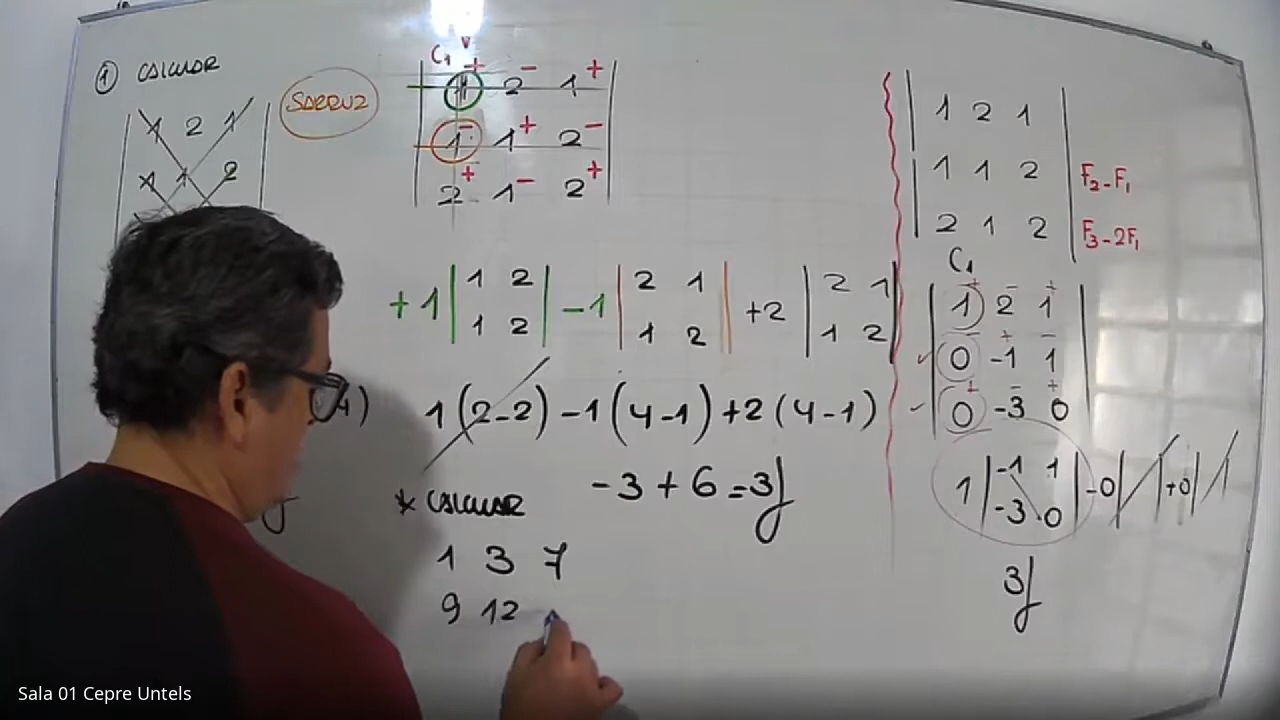 ① CALCULAR
1 2 1
1 1 2
SARRUZ
C₁
1⁺ 2⁻ 1⁺
1⁻ 1⁺ 2⁻
2⁺ 1⁻ 2⁺
+1 | 1 2 | -1 | 2 1 | +2 | 2 1 |
| 1 2 | | 1 2 | | 1 2 |
1(2-2) -1(4-1) +2(4-1)
-3+6=3
* CALCULAR
1 3 7
9 12
1 2 1
1 1 2 F₂-F₁
2 1 2 F₃-2F₁
C₁
1⁺ 2⁻ 1⁺
0⁻ -1⁺ 1⁻
0⁺ -3⁻ 0⁺
1 | -1 1 | -0 | | +0 | |
| -3 0 |
3
Sala 01 Cepre Untels